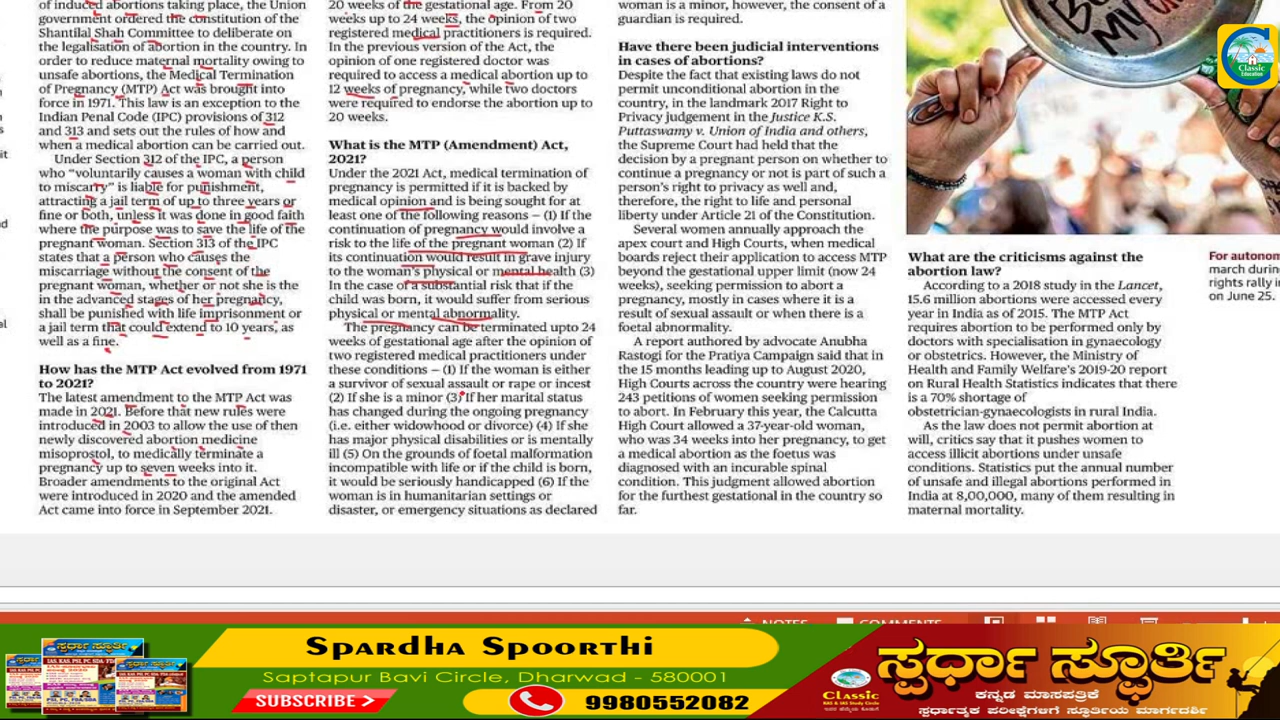 of induced abortions taking place, the Union
government ordered the constitution of the
Shantilal Shah Committee to deliberate on
the legalisation of abortion in the country. In
order to reduce maternal mortality owing to
unsafe abortions, the Medical Termination
of Pregnancy (MTP) Act was brought into
force in 1971. This law is an exception to the
Indian Penal Code (IPC) provisions of 312
and 313 and sets out the rules of how and
when a medical abortion can be carried out.
Under Section 312 of the IPC, a person
who “voluntarily causes a woman with child
to miscarry” is liable for punishment,
attracting a jail term of up to three years or
fine or both, unless it was done in good faith
where the purpose was to save the life of the
pregnant woman. Section 313 of the IPC
states that a person who causes the
miscarriage without the consent of the
pregnant woman, whether or not she is the
in the advanced stages of her pregnancy,
shall be punished with life imprisonment or
a jail term that could extend to 10 years, as
well as a fine.
How has the MTP Act evolved from 1971
to 2021?
The latest amendment to the MTP Act was
made in 2021. Before that new rules were
introduced in 2003 to allow the use of then
newly discovered abortion medicine
misoprostol, to medically terminate a
pregnancy up to seven weeks into it.
Broader amendments to the original Act
were introduced in 2020 and the amended
Act came into force in September 2021.
20 weeks of the gestational age. From 20
weeks up to 24 weeks, the opinion of two
registered medical practitioners is required.
In the previous version of the Act, the
opinion of one registered doctor was
required to access a medical abortion up to
12 weeks of pregnancy, while two doctors
were required to endorse the abortion up to
20 weeks.
What is the MTP (Amendment) Act,
2021?
Under the 2021 Act, medical termination of
pregnancy is permitted if it is backed by
medical opinion and is being sought for at
least one of the following reasons – (1) If the
continuation of pregnancy would involve a
risk to the life of the pregnant woman (2) If
its continuation would result in grave injury
to the woman’s physical or mental health (3)
In the case of a substantial risk that if the
child was born, it would suffer from serious
physical or mental abnormality.
The pregnancy can be terminated upto 24
weeks of gestational age after the opinion of
two registered medical practitioners under
these conditions – (1) If the woman is either
a survivor of sexual assault or rape or incest
(2) If she is a minor (3) If her marital status
has changed during the ongoing pregnancy
(i.e. either widowhood or divorce) (4) If she
has major physical disabilities or is mentally
ill (5) On the grounds of foetal malformation
incompatible with life or if the child is born,
it would be seriously handicapped (6) If the
woman is in humanitarian settings or
disaster, or emergency situations as declared
woman is a minor, however, the consent of a
guardian is required.
Have there been judicial interventions
in cases of abortions?
Despite the fact that existing laws do not
permit unconditional abortion in the
country, in the landmark 2017 Right to
Privacy judgement in the Justice K.S.
Puttaswamy v. Union of India and others,
the Supreme Court had held that the
decision by a pregnant person on whether to
continue a pregnancy or not is part of such a
person’s right to privacy as well and,
therefore, the right to life and personal
liberty under Article 21 of the Constitution.
Several women annually approach the
apex court and High Courts, when medical
boards reject their application to access MTP
beyond the gestational upper limit (now 24
weeks), seeking permission to abort a
pregnancy, mostly in cases where it is a
result of sexual assault or when there is a
foetal abnormality.
A report authored by advocate Anubha
Rastogi for the Pratiya Campaign said that in
the 15 months leading up to August 2020,
High Courts across the country were hearing
243 petitions of women seeking permission
to abort. In February this year, the Calcutta
High Court allowed a 37-year-old woman,
who was 34 weeks into her pregnancy, to get
a medical abortion as the foetus was
diagnosed with an incurable spinal
condition. This judgment allowed abortion
for the furthest gestational in the country so
far.
MY
Classic
Education
What are the criticisms against the
abortion law?
According to a 2018 study in the Lancet,
15.6 million abortions were accessed every
year in India as of 2015. The MTP Act
requires abortion to be performed only by
doctors with specialisation in gynaecology
or obstetrics. However, the Ministry of
Health and Family Welfare’s 2019-20 report
on Rural Health Statistics indicates that there
is a 70% shortage of
obstetrician-gynaecologists in rural India.
As the law does not permit abortion at
will, critics say that it pushes women to
access illicit abortions under unsafe
conditions. Statistics put the annual number
of unsafe and illegal abortions performed in
India at 8,00,000, many of them resulting in
maternal mortality.
For autonom
march durin
rights rally i
on June 25.
NOTES
COMMENTS
Spardha Spoorthi
Saptapur Bavi Circle, Dharwad - 580001
SUBSCRIBE >
9980552082
Classic
ಸ್ಪರ್ಧಾ ಸ್ಫೂರ್ತಿ
ಕನ್ನಡ ಮಾಸಪತ್ರಿಕೆ
ಸ್ಪರ್ಧಾತ್ಮಕ ಪರೀಕ್ಷೆಗಳಿಗೆ ಸ್ಫೂರ್ತಿಯ ಮಾರ್ಗದರ್ಶಿ